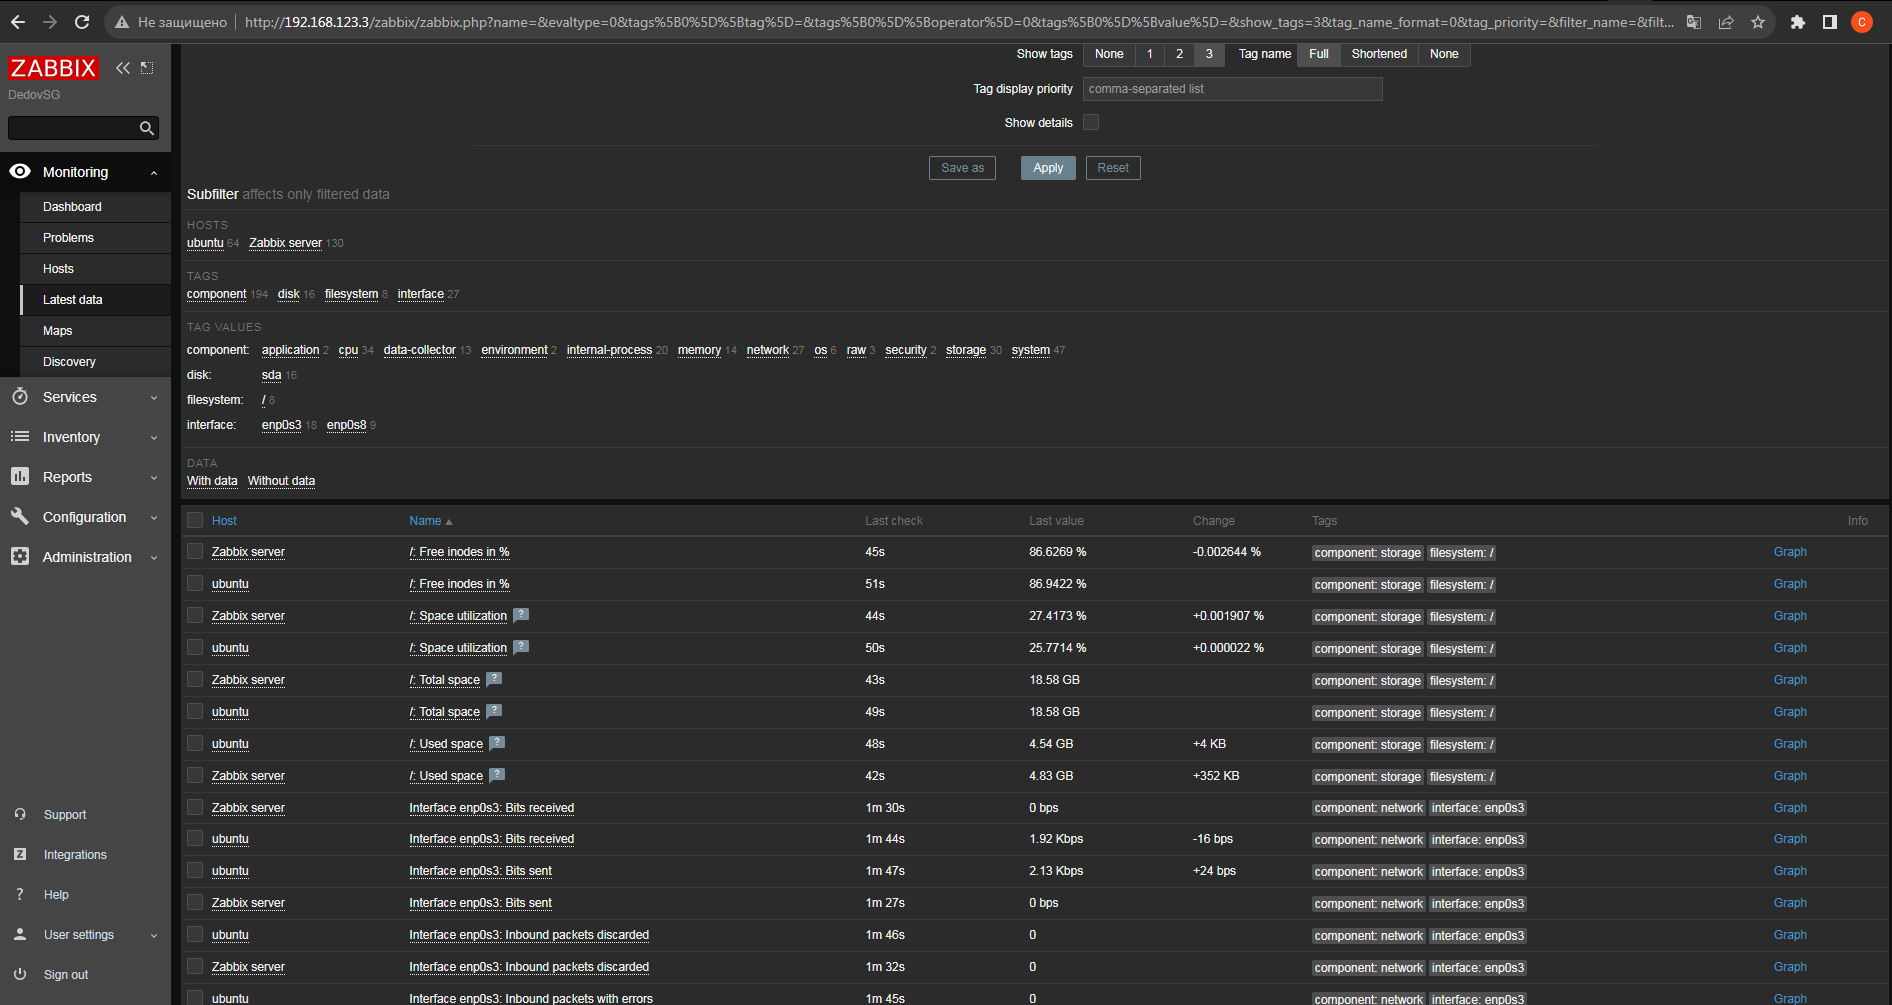 Не защищено | http://192.168.123.3/zabbix/zabbix.php?name=&evaltype=0&tags%5B0%5D%5Btag%5D=&tags%5B0%5D%5Boperator%5D=0&tags%5B0%5D%5Bvalue%5D=&show_tags=3&tag_name_format=0&tag_priority=&filter_name=&filt... C
ZABBIX
DedovSG
Monitoring
Dashboard
Problems
Hosts
Latest data
Maps
Discovery
Services
Inventory
Reports
Configuration
Administration
Support
Integrations
Help
User settings
Sign out
Show tags None 1 2 3 Tag name Full Shortened None
Tag display priority comma-separated list
Show details
Save as Apply Reset
Subfilter affects only filtered data
HOSTS
ubuntu 64 Zabbix server 130
TAGS
component 194 disk 16 filesystem 8 interface 27
TAG VALUES
component: application 2 cpu 34 data-collector 13 environment 2 internal-process 20 memory 14 network 27 os 6 raw 3 security 2 storage 30 system 47
disk: sda 16
filesystem: / 8
interface: enp0s3 18 enp0s8 9
DATA
With data Without data
Host Name Last check Last value Change Tags Info
Zabbix server /: Free inodes in % 45s 86.6269 % -0.002644 % component: storage filesystem: / Graph
ubuntu /: Free inodes in % 51s 86.9422 % component: storage filesystem: / Graph
Zabbix server /: Space utilization ? 44s 27.4173 % +0.001907 % component: storage filesystem: / Graph
ubuntu /: Space utilization ? 50s 25.7714 % +0.000022 % component: storage filesystem: / Graph
Zabbix server /: Total space ? 43s 18.58 GB component: storage filesystem: / Graph
ubuntu /: Total space ? 49s 18.58 GB component: storage filesystem: / Graph
ubuntu /: Used space ? 48s 4.54 GB +4 KB component: storage filesystem: / Graph
Zabbix server /: Used space ? 42s 4.83 GB +352 KB component: storage filesystem: / Graph
Zabbix server Interface enp0s3: Bits received 1m 30s 0 bps component: network interface: enp0s3 Graph
ubuntu Interface enp0s3: Bits received 1m 44s 1.92 Kbps -16 bps component: network interface: enp0s3 Graph
ubuntu Interface enp0s3: Bits sent 1m 47s 2.13 Kbps +24 bps component: network interface: enp0s3 Graph
Zabbix server Interface enp0s3: Bits sent 1m 27s 0 bps component: network interface: enp0s3 Graph
ubuntu Interface enp0s3: Inbound packets discarded 1m 46s 0 component: network interface: enp0s3 Graph
Zabbix server Interface enp0s3: Inbound packets discarded 1m 32s 0 component: network interface: enp0s3 Graph
ubuntu Interface enp0s3: Inbound packets with errors 1m 45s 0 component: network interface: enp0s3 Graph